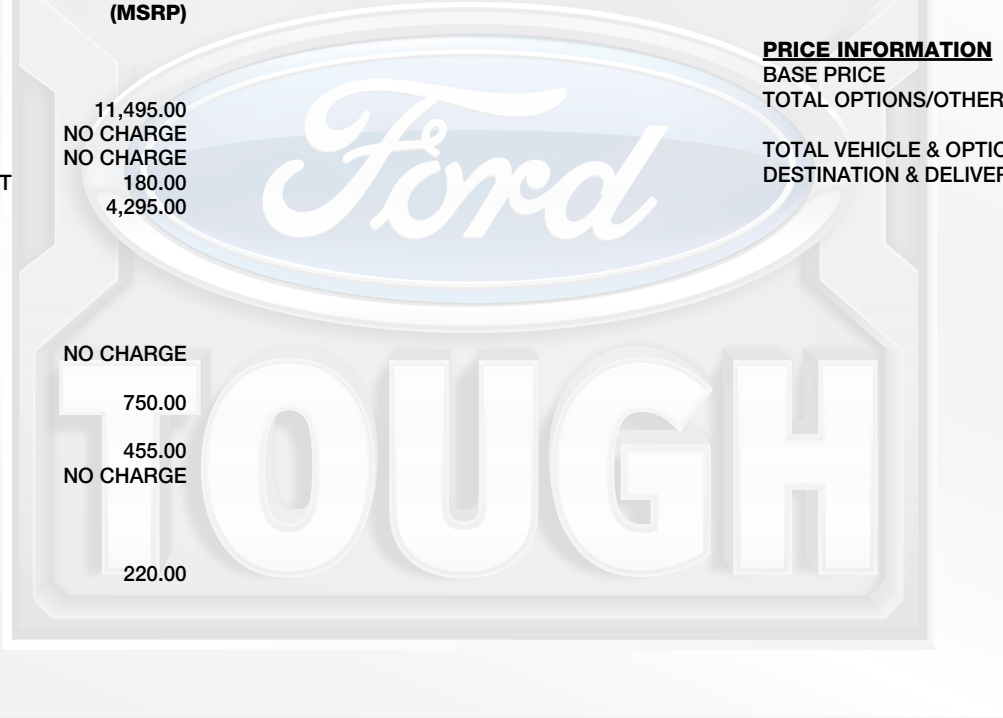 (MSRP)
11,495.00
NO CHARGE
NO CHARGE
T 180.00
4,295.00
NO CHARGE
750.00
455.00
NO CHARGE
220.00
PRICE INFORMATION
BASE PRICE
TOTAL OPTIONS/OTHER
TOTAL VEHICLE & OPTIO
DESTINATION & DELIVER
Ford
TOUGH